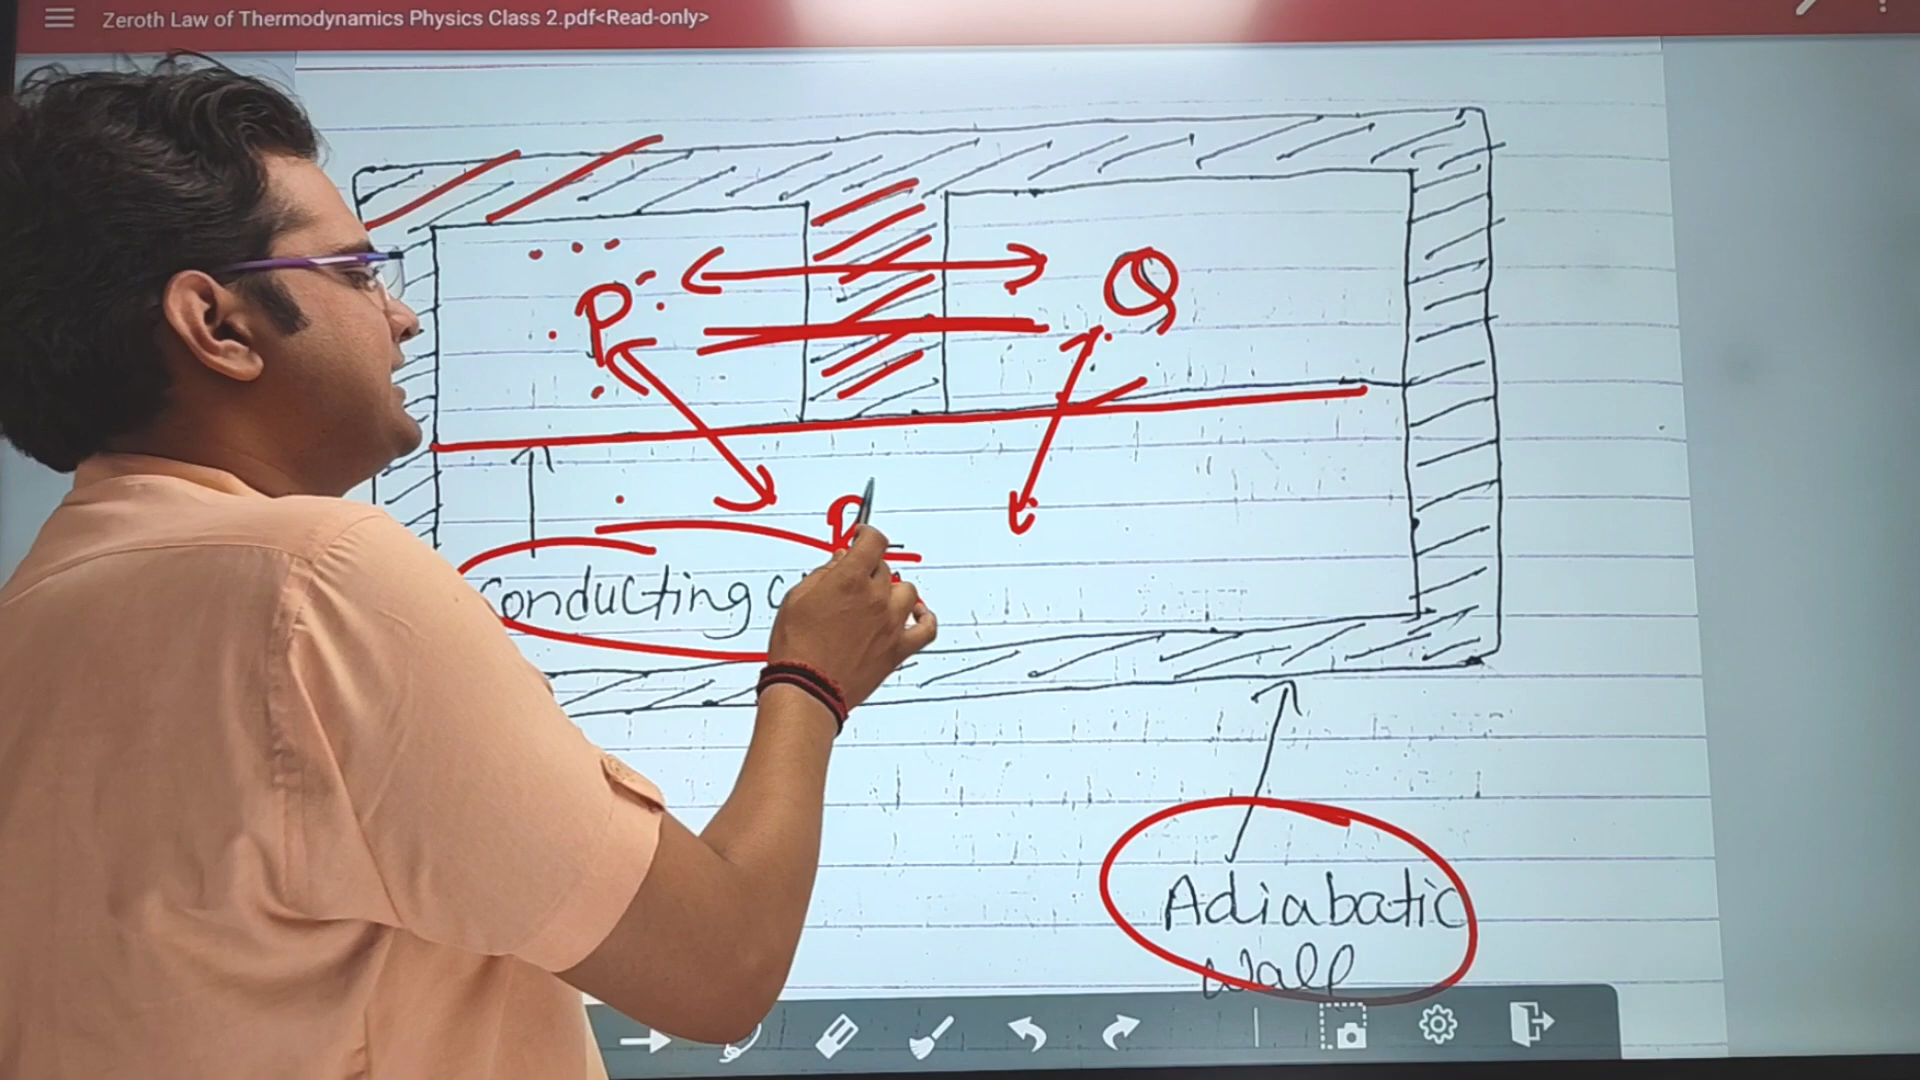 Zeroth Law of Thermodynamics Physics Class 2.pdf<Read-only>
P Q
Conducting
Adiabatic
wall